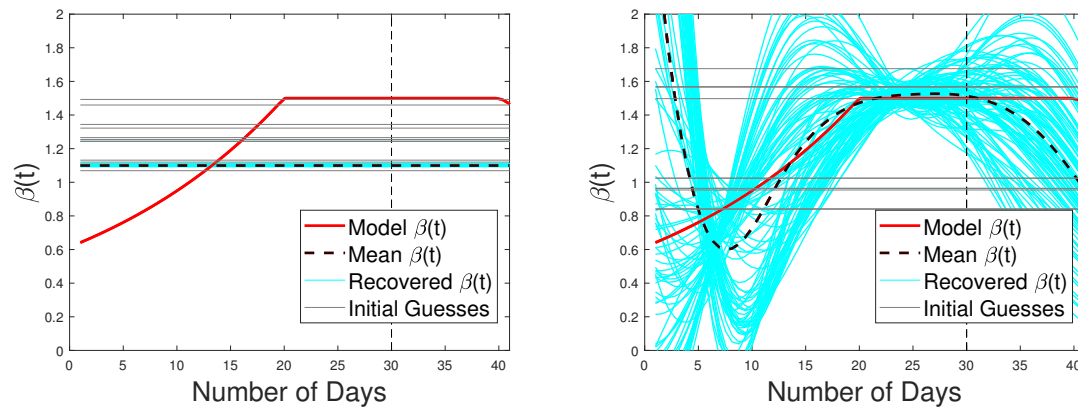 2
1.8
1.6
1.4
1.2
1
0.8
0.6
0.4
0.2
0
β(t)
0 5 10 15 20 25 30 35 40
Number of Days
Model β(t)
Mean β(t)
Recovered β(t)
Initial Guesses
2
1.8
1.6
1.4
1.2
1
0.8
0.6
0.4
0.2
0
β(t)
0 5 10 15 20 25 30 35 40
Number of Days
Model β(t)
Mean β(t)
Recovered β(t)
Initial Guesses